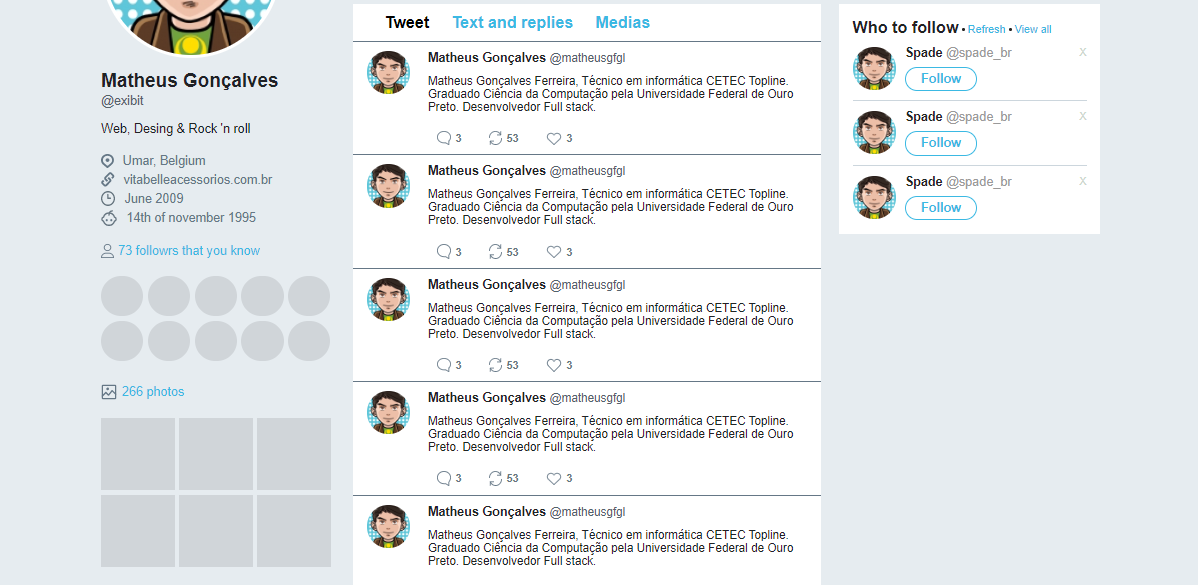 Matheus Gonçalves
@exibit
Web, Desing & Rock 'n roll
Umar, Belgium
vitabelleacessorios.com.br
June 2009
14th of november 1995
73 followrs that you know
266 photos
Tweet Text and replies Medias
Matheus Gonçalves @matheusgfgl
Matheus Gonçalves Ferreira, Técnico em informática CETEC Topline.
Graduado Ciência da Computação pela Universidade Federal de Ouro
Preto. Desenvolvedor Full stack.
3 53 3
Matheus Gonçalves @matheusgfgl
Matheus Gonçalves Ferreira, Técnico em informática CETEC Topline.
Graduado Ciência da Computação pela Universidade Federal de Ouro
Preto. Desenvolvedor Full stack.
3 53 3
Matheus Gonçalves @matheusgfgl
Matheus Gonçalves Ferreira, Técnico em informática CETEC Topline.
Graduado Ciência da Computação pela Universidade Federal de Ouro
Preto. Desenvolvedor Full stack.
3 53 3
Matheus Gonçalves @matheusgfgl
Matheus Gonçalves Ferreira, Técnico em informática CETEC Topline.
Graduado Ciência da Computação pela Universidade Federal de Ouro
Preto. Desenvolvedor Full stack.
3 53 3
Matheus Gonçalves @matheusgfgl
Matheus Gonçalves Ferreira, Técnico em informática CETEC Topline.
Graduado Ciência da Computação pela Universidade Federal de Ouro
Preto. Desenvolvedor Full stack.
Who to follow • Refresh • View all
Spade @spade_br X
Follow
Spade @spade_br X
Follow
Spade @spade_br X
Follow